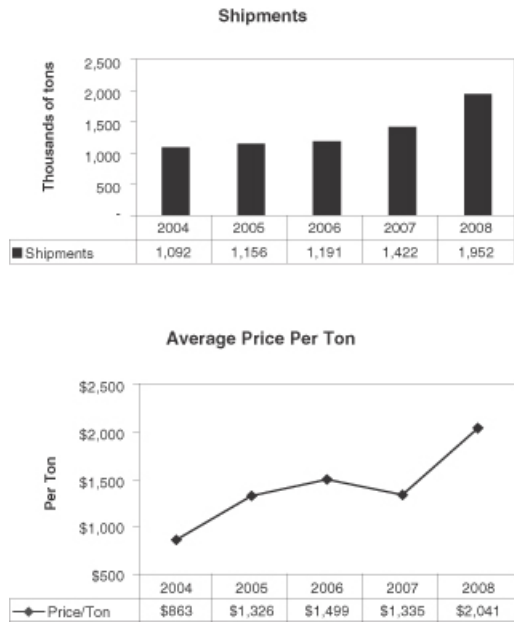 Shipments
Thousands of tons
2,500
2,000
1,500
1,000
500
-
2004 2005 2006 2007 2008
Shipments 1,092 1,156 1,191 1,422 1,952
Average Price Per Ton
Per Ton
$2,500
$2,000
$1,500
$1,000
$500
2004 2005 2006 2007 2008
Price/Ton $863 $1,326 $1,499 $1,335 $2,041